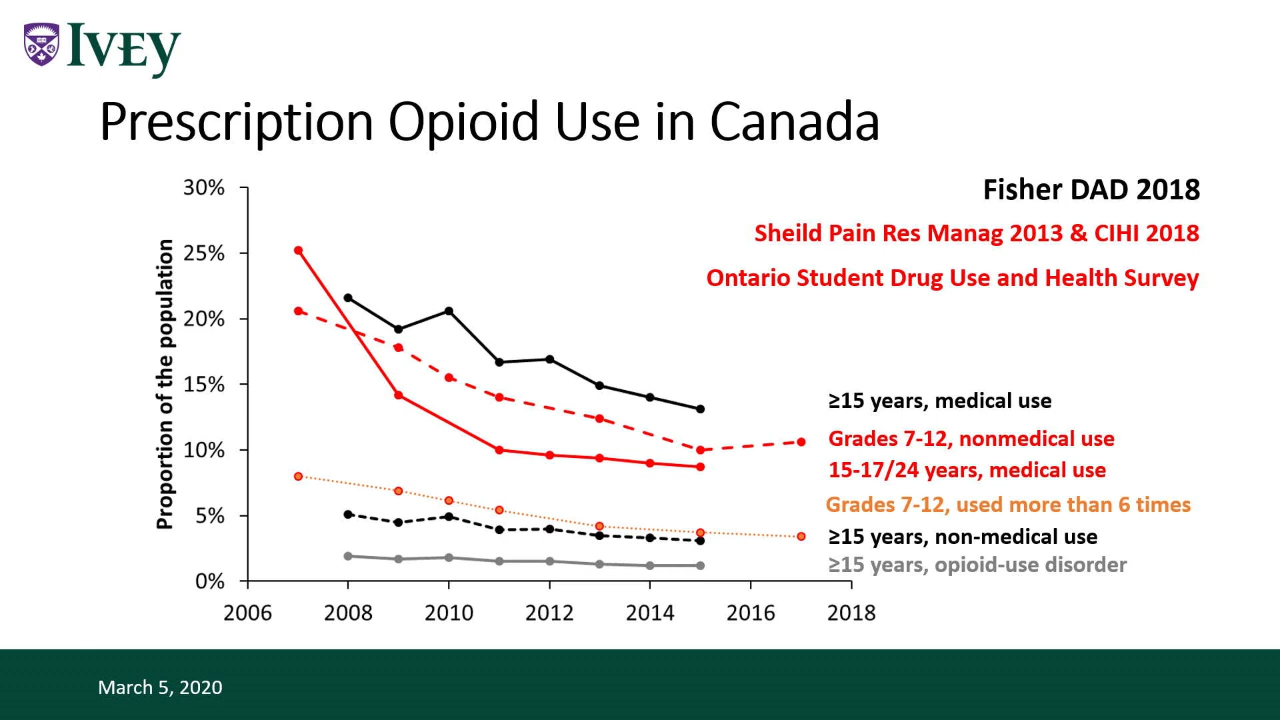 IVEY
Prescription Opioid Use in Canada
Fisher DAD 2018
Sheild Pain Res Manag 2013 & CIHI 2018
Ontario Student Drug Use and Health Survey
Proportion of the population
30%
25%
20%
15%
10%
5%
0%
≥15 years, medical use
Grades 7-12, nonmedical use
15-17/24 years, medical use
Grades 7-12, used more than 6 times
≥15 years, non-medical use
≥15 years, opioid-use disorder
2006 2008 2010 2012 2014 2016 2018
March 5, 2020